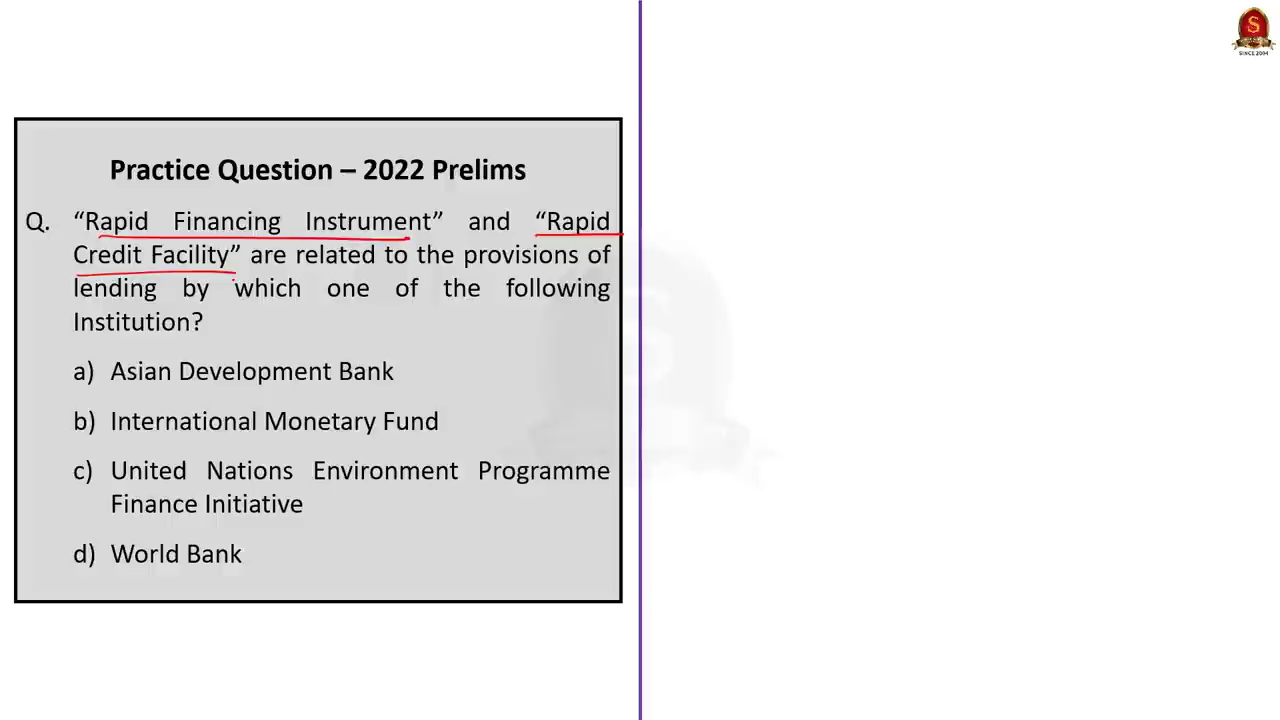 Practice Question – 2022 Prelims
Q. “Rapid Financing Instrument” and “Rapid
Credit Facility” are related to the provisions of
lending by which one of the following
Institution?
a) Asian Development Bank
b) International Monetary Fund
c) United Nations Environment Programme
Finance Initiative
d) World Bank
S
SINCE 2004